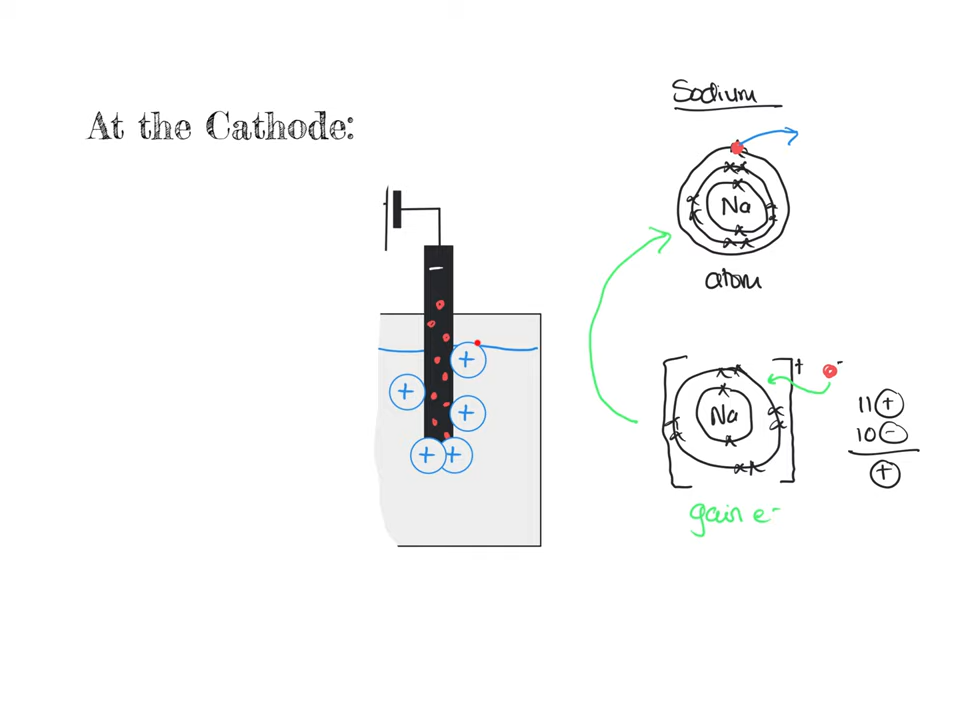 Sodium
At the Cathode:
Na
atom
−
+
+
+
+ +
Na
+
-
11 +
10 −
+
gain e-